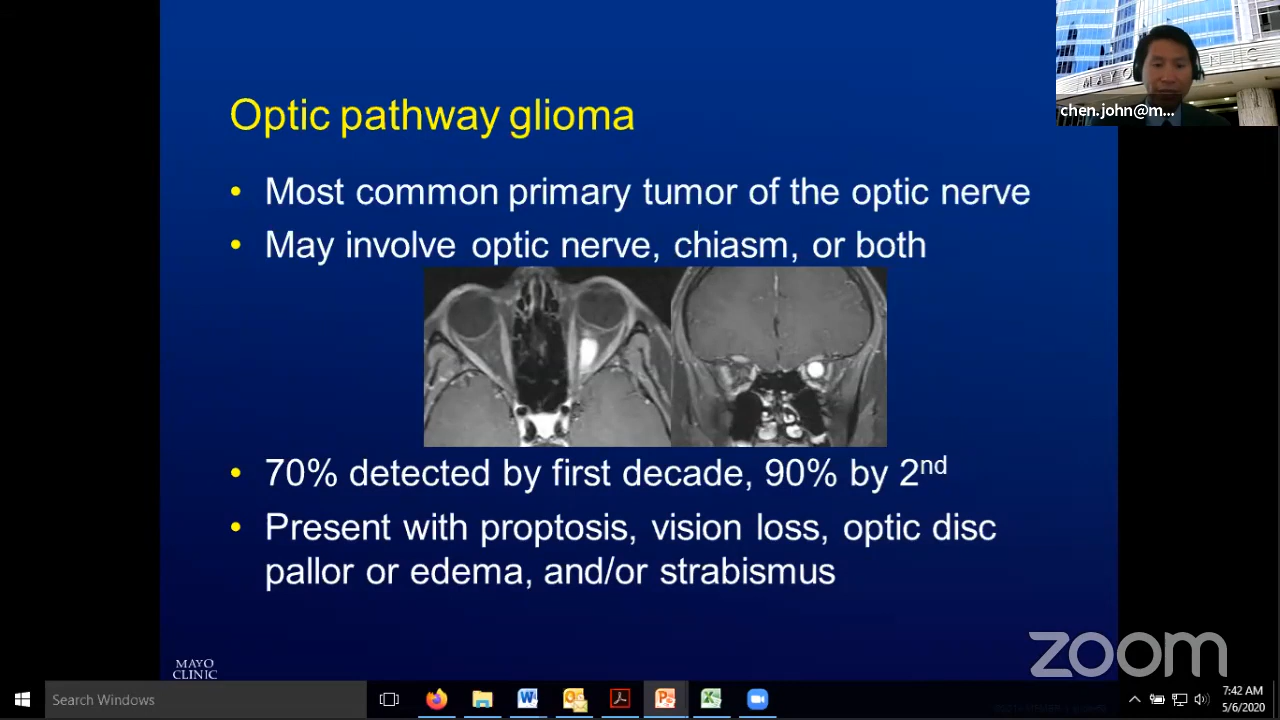 Optic pathway glioma
• Most common primary tumor of the optic nerve
• May involve optic nerve, chiasm, or both
• 70% detected by first decade, 90% by 2nd
• Present with proptosis, vision loss, optic disc
pallor or edema, and/or strabismus
MAYO
CLINIC
chen.john@m...
zoom
Search Windows
7:42 AM
5/6/2020